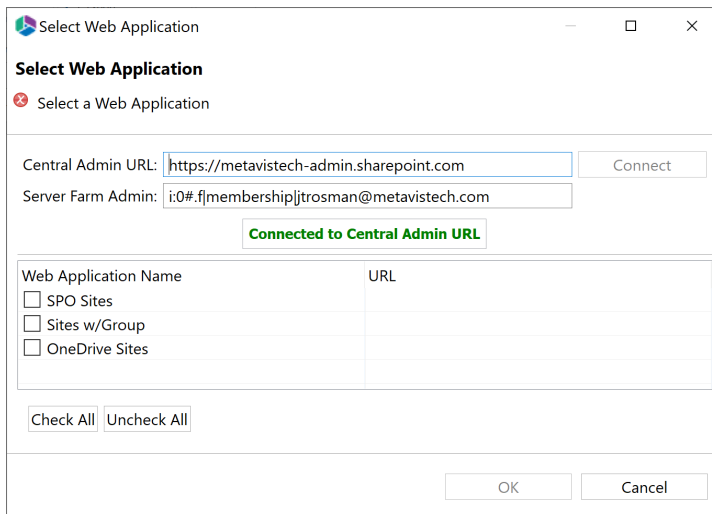 Select Web Application
Select Web Application
Select a Web Application
Central Admin URL: https://metavistech-admin.sharepoint.com Connect
Server Farm Admin: i:0#.f|membership|jtrosman@metavistech.com
Connected to Central Admin URL
Web Application Name URL
SPO Sites
Sites w/Group
OneDrive Sites
Check All Uncheck All
OK Cancel